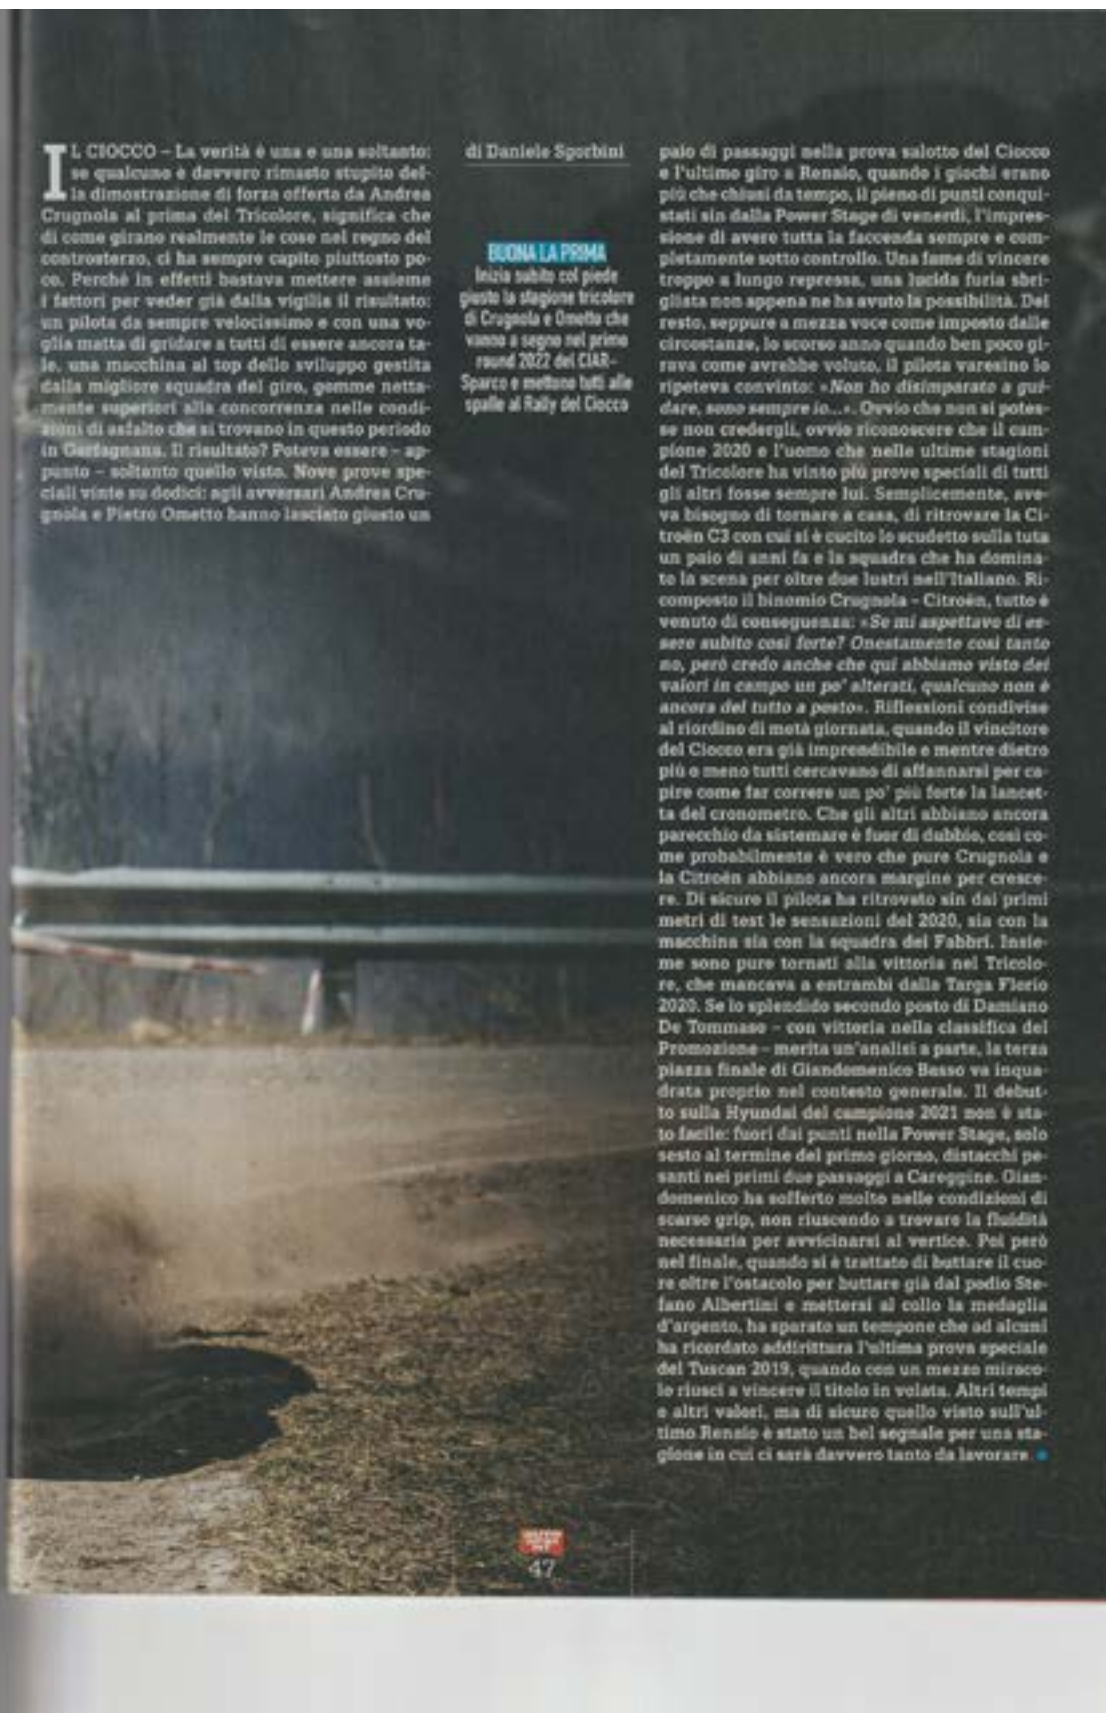 IL CIOCCO – La verità è una e una soltanto:
se qualcuno è davvero rimasto stupito del-
la dimostrazione di forza offerta da Andrea
Crugnola al prima del Tricolore, significa che
di come girano realmente le cose nel regno del
controsterzo, ci ha sempre capito piuttosto po-
co. Perché in effetti bastava mettere assieme
i fattori per veder già dalla vigilia il risultato:
un pilota da sempre velocissimo e con una vo-
glia matta di gridare a tutti di essere ancora ta-
le, una macchina al top dello sviluppo gestita
dalla migliore squadra del giro, gomme netta-
mente superiori alla concorrenza nelle condi-
zioni di asfalto che si trovano in questo periodo
in Garfagnana. Il risultato? Poteva essere – ap-
punto – soltanto quello visto. Nove prove spe-
ciali vinte su dodici: agli avversari Andrea Cru-
gnola e Pietro Ometto hanno lasciato giusto un
di Daniele Sgorbini
BUONA LA PRIMA
Inizia subito col piede
giusto la stagione tricolore
di Crugnola e Ometto che
vanno a segno nel primo
round 2022 del CIAR-
Sparco e mettono tutti alle
spalle al Rally del Ciocco
paio di passaggi nella prova salotto del Ciocco
e l'ultimo giro a Renaio, quando i giochi erano
più che chiusi da tempo, il pieno di punti conqui-
stati sin dalla Power Stage di venerdì, l'impres-
sione di avere tutta la faccenda sempre e com-
pletamente sotto controllo. Una fame di vincere
troppo a lungo repressa, una lucida furia sbri-
gliata non appena ne ha avuto la possibilità. Del
resto, seppure a mezza voce come imposto dalle
circostanze, lo scorso anno quando ben poco gi-
rava come avrebbe voluto, il pilota varesino lo
ripeteva convinto: «Non ho disimparato a gui-
dare, sono sempre io...». Ovvio che non si potes-
se non credergli, ovvio riconoscere che il cam-
pione 2020 e l'uomo che nelle ultime stagioni
del Tricolore ha vinto più prove speciali di tutti
gli altri fosse sempre lui. Semplicemente, ave-
va bisogno di tornare a casa, di ritrovare la Ci-
troën C3 con cui si è cucito lo scudetto sulla tuta
un paio di anni fa e la squadra che ha domina-
to la scena per oltre due lustri nell'Italiano. Ri-
composto il binomio Crugnola – Citroën, tutto è
venuto di conseguenza: «Se mi aspettavo di es-
sere subito così forte? Onestamente così tanto
no, però credo anche che qui abbiamo visto dei
valori in campo un po' alterati, qualcuno non è
ancora del tutto a posto». Riflessioni condivise
al riordino di metà giornata, quando il vincitore
del Ciocco era già imprendibile e mentre dietro
più o meno tutti cercavano di affannarsi per ca-
pire come far correre un po' più forte la lancet-
ta del cronometro. Che gli altri abbiano ancora
parecchio da sistemare è fuor di dubbio, così co-
me probabilmente è vero che pure Crugnola e
la Citroën abbiano ancora margine per cresce-
re. Di sicuro il pilota ha ritrovato sin dai primi
metri di test le sensazioni del 2020, sia con la
macchina sia con la squadra dei Fabbri. Insie-
me sono pure tornati alla vittoria nel Tricolo-
re, che mancava a entrambi dalla Targa Florio
2020. Se lo splendido secondo posto di Damiano
De Tommaso – con vittoria nella classifica del
Promozione – merita un'analisi a parte, la terza
piazza finale di Giandomenico Basso va inqua-
drata proprio nel contesto generale. Il debut-
to sulla Hyundai del campione 2021 non è sta-
to facile: fuori dai punti nella Power Stage, solo
sesto al termine del primo giorno, distacchi pe-
santi nei primi due passaggi a Careggine. Gian-
domenico ha sofferto molto nelle condizioni di
scarso grip, non riuscendo a trovare la fluidità
necessaria per avvicinarsi al vertice. Poi però
nel finale, quando si è trattato di buttare il cuo-
re oltre l'ostacolo per buttare giù dal podio Ste-
fano Albertini e mettersi al collo la medaglia
d'argento, ha sparato un tempone che ad alcuni
ha ricordato addirittura l'ultima prova speciale
del Tuscan 2019, quando con un mezzo miraco-
lo riuscì a vincere il titolo in volata. Altri tempi
e altri valori, ma di sicuro quello visto sull'ul-
timo Renaio è stato un bel segnale per una sta-
gione in cui ci sarà davvero tanto da lavorare.
47